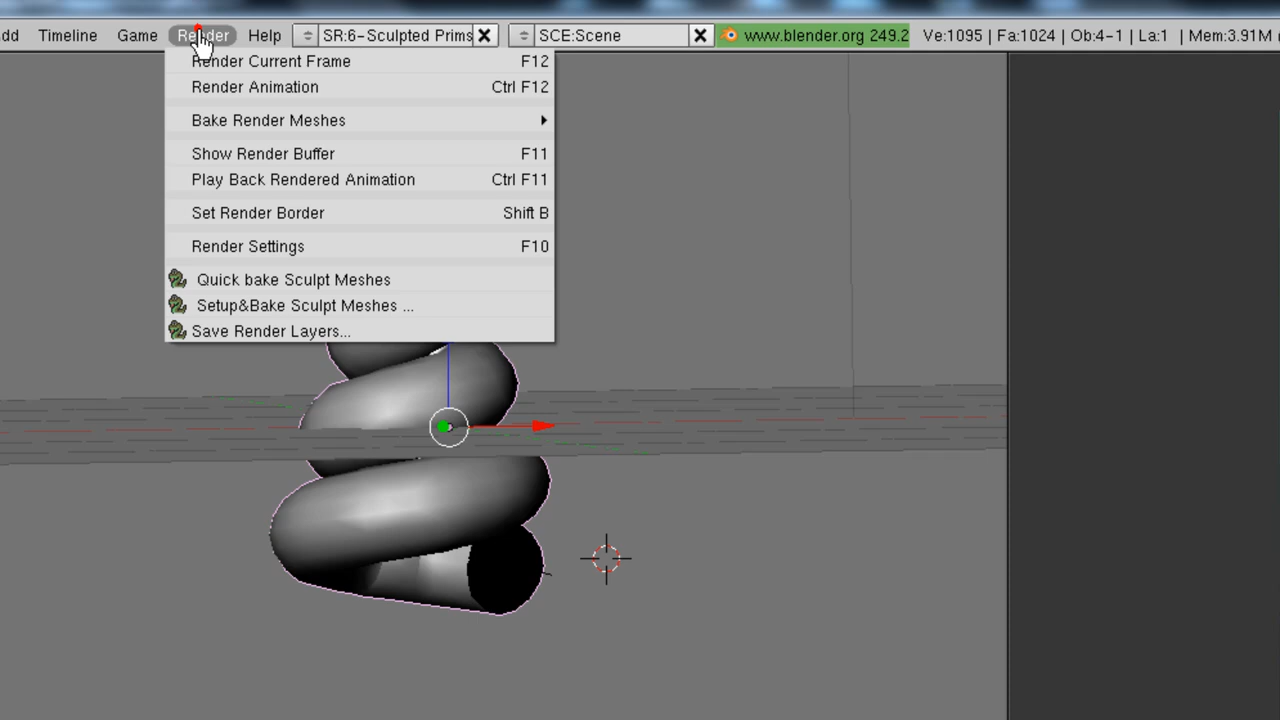 dd Timeline Game Render Help SR:6-Sculpted Prims SCE:Scene www.blender.org 249.2 Ve:1095 | Fa:1024 | Ob:4-1 | La:1 | Mem:3.91M
Render Current Frame F12
Render Animation Ctrl F12
Bake Render Meshes
Show Render Buffer F11
Play Back Rendered Animation Ctrl F11
Set Render Border Shift B
Render Settings F10
Quick bake Sculpt Meshes
Setup&Bake Sculpt Meshes ...
Save Render Layers...